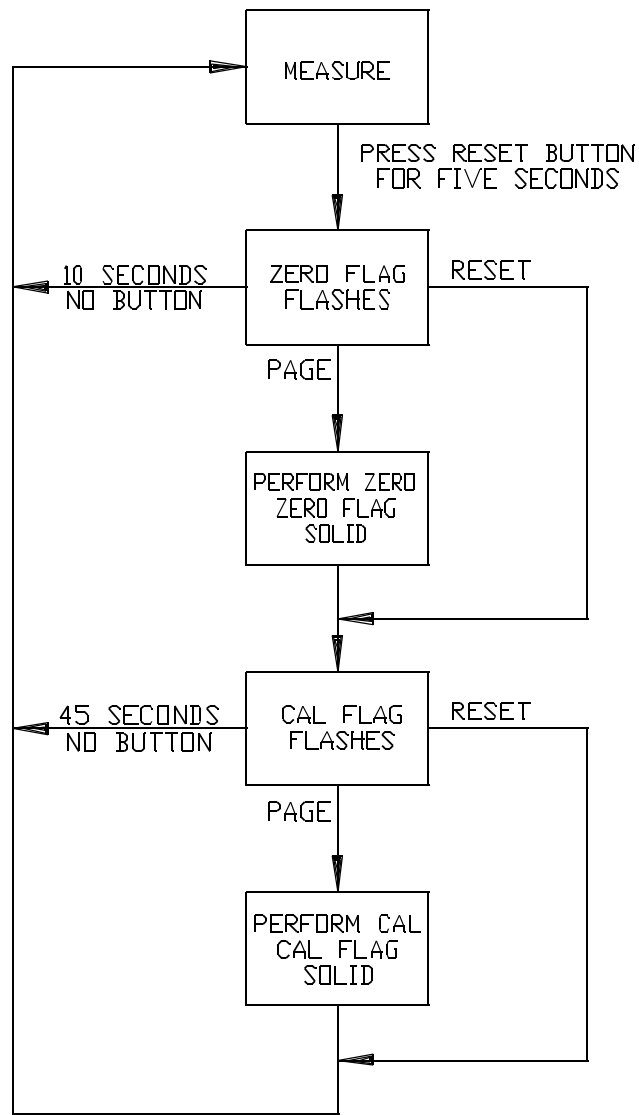 MEASURE
PRESS RESET BUTTON
FOR FIVE SECONDS
10 SECONDS
NO BUTTON
ZERO FLAG
FLASHES
RESET
PAGE
PERFORM ZERO
ZERO FLAG
SOLID
45 SECONDS
NO BUTTON
CAL FLAG
FLASHES
RESET
PAGE
PERFORM CAL
CAL FLAG
SOLID